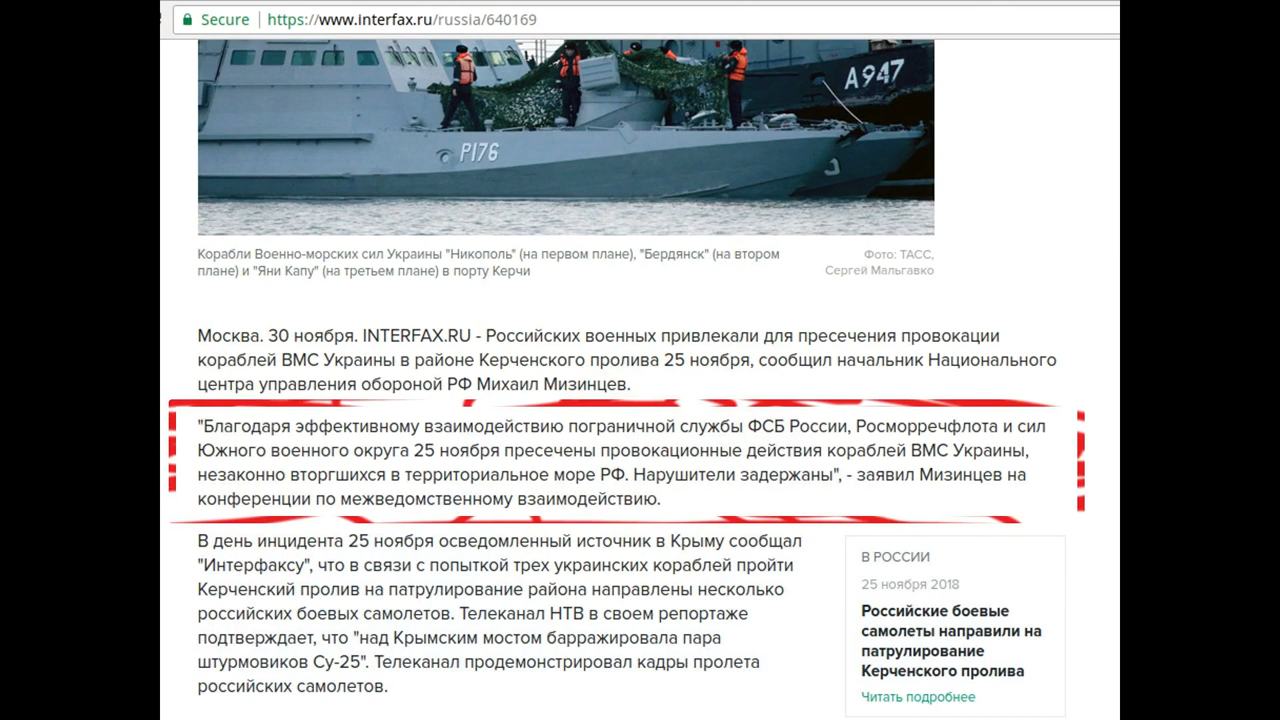 Secure
https://www.interfax.ru/russia/640169
A947
P176
Корабли Военно-морских сил Украины "Никополь" (на первом плане), "Бердянск" (на втором
плане) и "Яни Капу" (на третьем плане) в порту Керчи
Фото: ТАСС,
Сергей Мальгавко
Москва. 30 ноября. INTERFAX.RU - Российских военных привлекали для пресечения провокации
кораблей ВМС Украины в районе Керченского пролива 25 ноября, сообщил начальник Национального
центра управления обороной РФ Михаил Мизинцев.
"Благодаря эффективному взаимодействию пограничной службы ФСБ России, Росморречфлота и сил
Южного военного округа 25 ноября пресечены провокационные действия кораблей ВМС Украины,
незаконно вторгшихся в территориальное море РФ. Нарушители задержаны", - заявил Мизинцев на
конференции по межведомственному взаимодействию.
В день инцидента 25 ноября осведомленный источник в Крыму сообщал
"Интерфаксу", что в связи с попыткой трех украинских кораблей пройти
Керченский пролив на патрулирование района направлены несколько
российских боевых самолетов. Телеканал НТВ в своем репортаже
подтверждает, что "над Крымским мостом барражировала пара
штурмовиков Су-25". Телеканал продемонстрировал кадры пролета
российских самолетов.
В РОССИИ
25 ноября 2018
Российские боевые
самолеты направили на
патрулирование
Керченского пролива
Читать подробнее